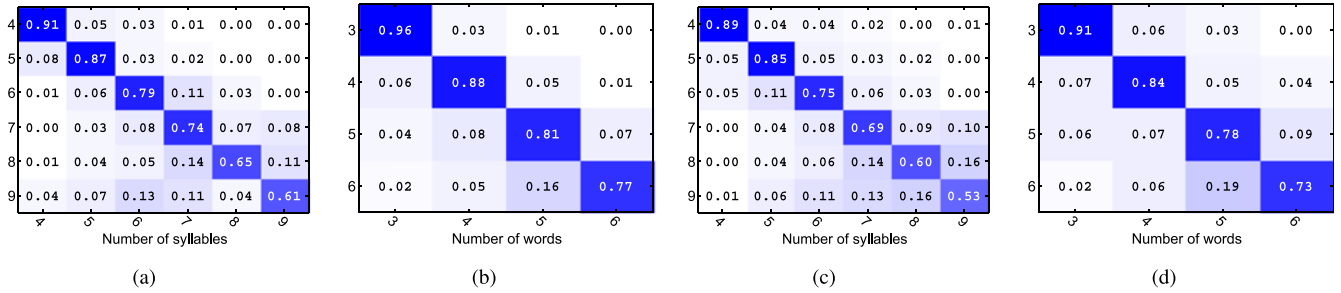 4 0.91 0.05 0.03 0.01 0.00 0.00
5 0.08 0.87 0.03 0.02 0.00 0.00
6 0.01 0.06 0.79 0.11 0.03 0.00
7 0.00 0.03 0.08 0.74 0.07 0.08
8 0.01 0.04 0.05 0.14 0.65 0.11
9 0.04 0.07 0.13 0.11 0.04 0.61
4 5 6 7 8 9
Number of syllables
(a)
3 0.96 0.03 0.01 0.00
4 0.06 0.88 0.05 0.01
5 0.04 0.08 0.81 0.07
6 0.02 0.05 0.16 0.77
3 4 5 6
Number of words
(b)
4 0.89 0.04 0.04 0.02 0.00 0.01
5 0.05 0.85 0.05 0.03 0.02 0.00
6 0.05 0.11 0.75 0.06 0.03 0.00
7 0.00 0.04 0.08 0.69 0.09 0.10
8 0.00 0.04 0.06 0.14 0.60 0.16
9 0.01 0.06 0.11 0.13 0.16 0.53
4 5 6 7 8 9
Number of syllables
(c)
3 0.91 0.06 0.03 0.00
4 0.07 0.84 0.05 0.04
5 0.06 0.07 0.78 0.09
6 0.02 0.06 0.19 0.73
3 4 5 6
Number of words
(d)